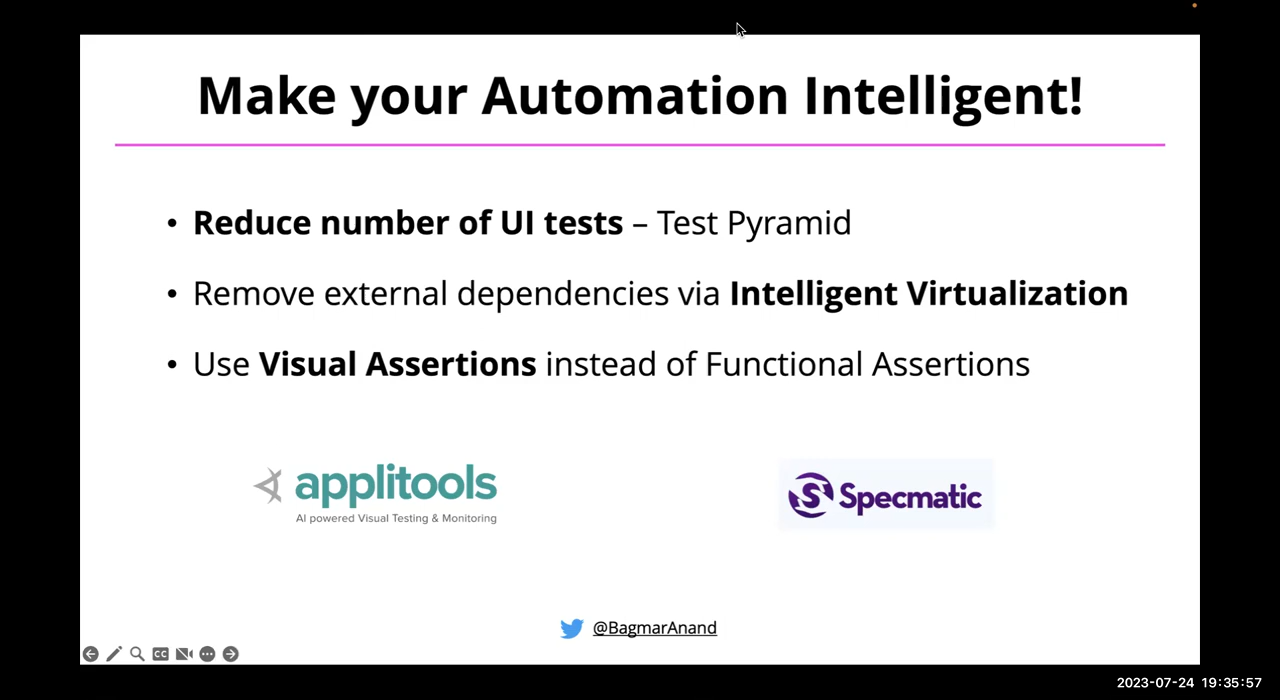 Make your Automation Intelligent!
• Reduce number of UI tests – Test Pyramid
• Remove external dependencies via Intelligent Virtualization
• Use Visual Assertions instead of Functional Assertions
applitools
AI powered Visual Testing & Monitoring
Specmatic
@BagmarAnand
CC
2023-07-24 19:35:57